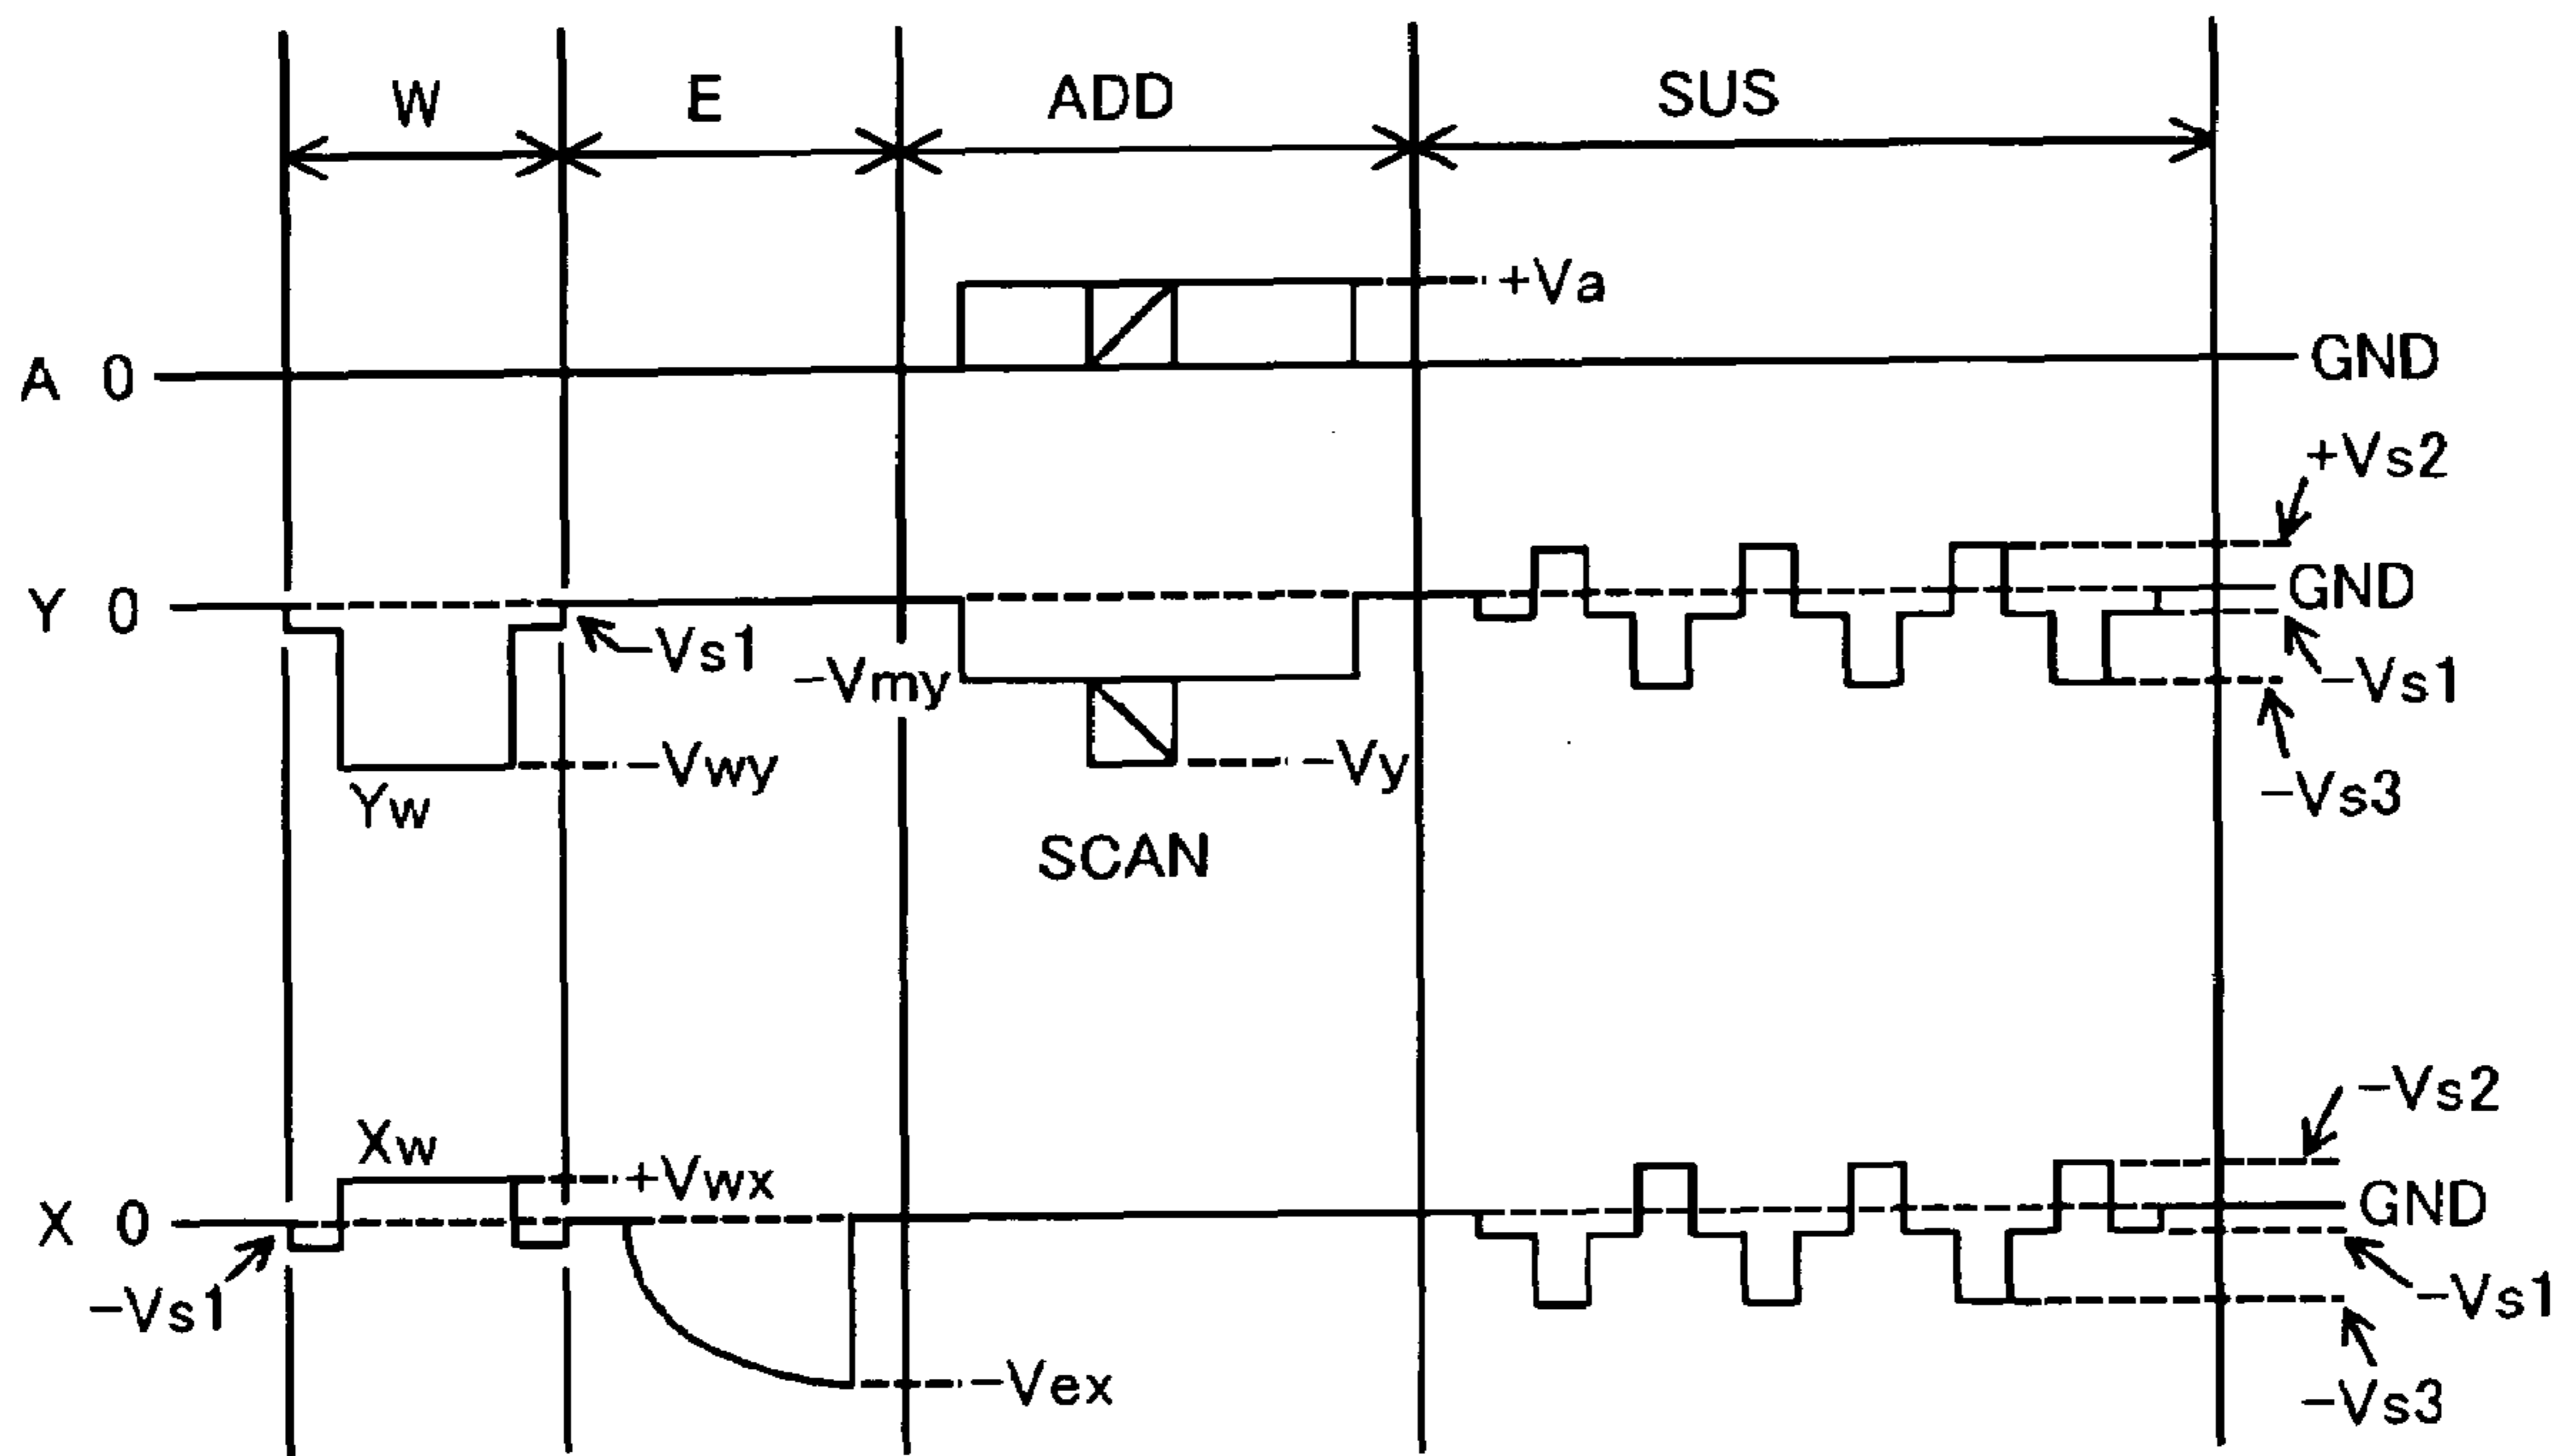 W E ADD SUS
+Va
A 0 GND
+Vs2
Y 0 GND
-Vs1
-Vmy
-Vs1
-Vwy
-Vy
Yw
-Vs3
SCAN
-Vs2
Xw
+Vwx
X 0 GND
-Vs1
-Vs1
-Vex
-Vs3